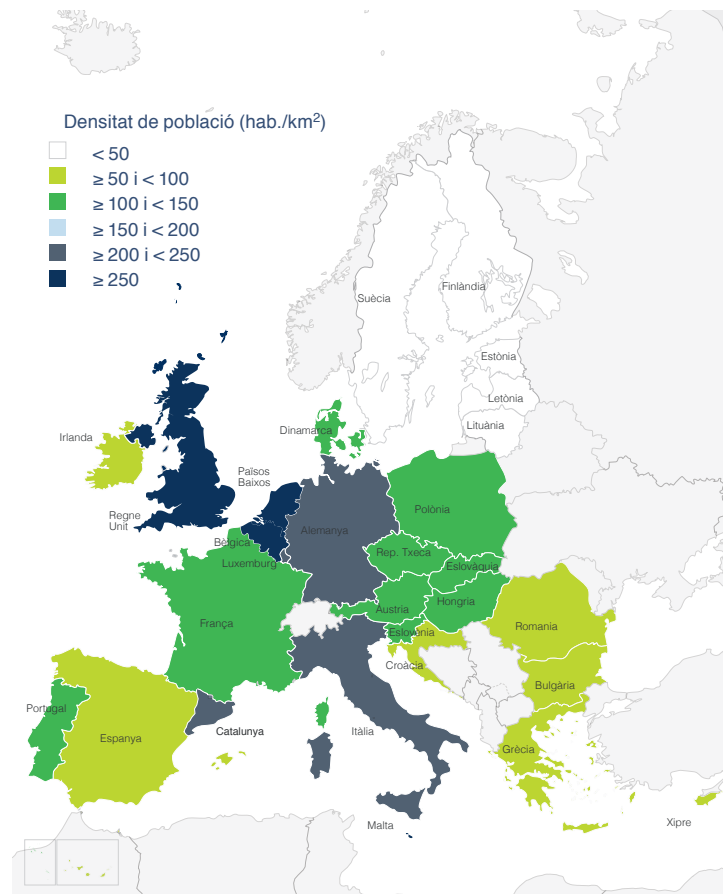 Densitat de població (hab./km²)
< 50
≥ 50 i < 100
≥ 100 i < 150
≥ 150 i < 200
≥ 200 i < 250
≥ 250
Suècia
Finlàndia
Estònia
Letònia
Lituània
Dinamarca
Irlanda
Països
Baixos
Regne
Unit
Polònia
Alemanya
Bèlgica
Rep. Txeca
Luxemburg
Eslovàquia
Àustria
Hongria
França
Romania
Eslovènia
Croàcia
Bulgària
Portugal
Espanya
Catalunya
Itàlia
Grècia
Malta
Xipre